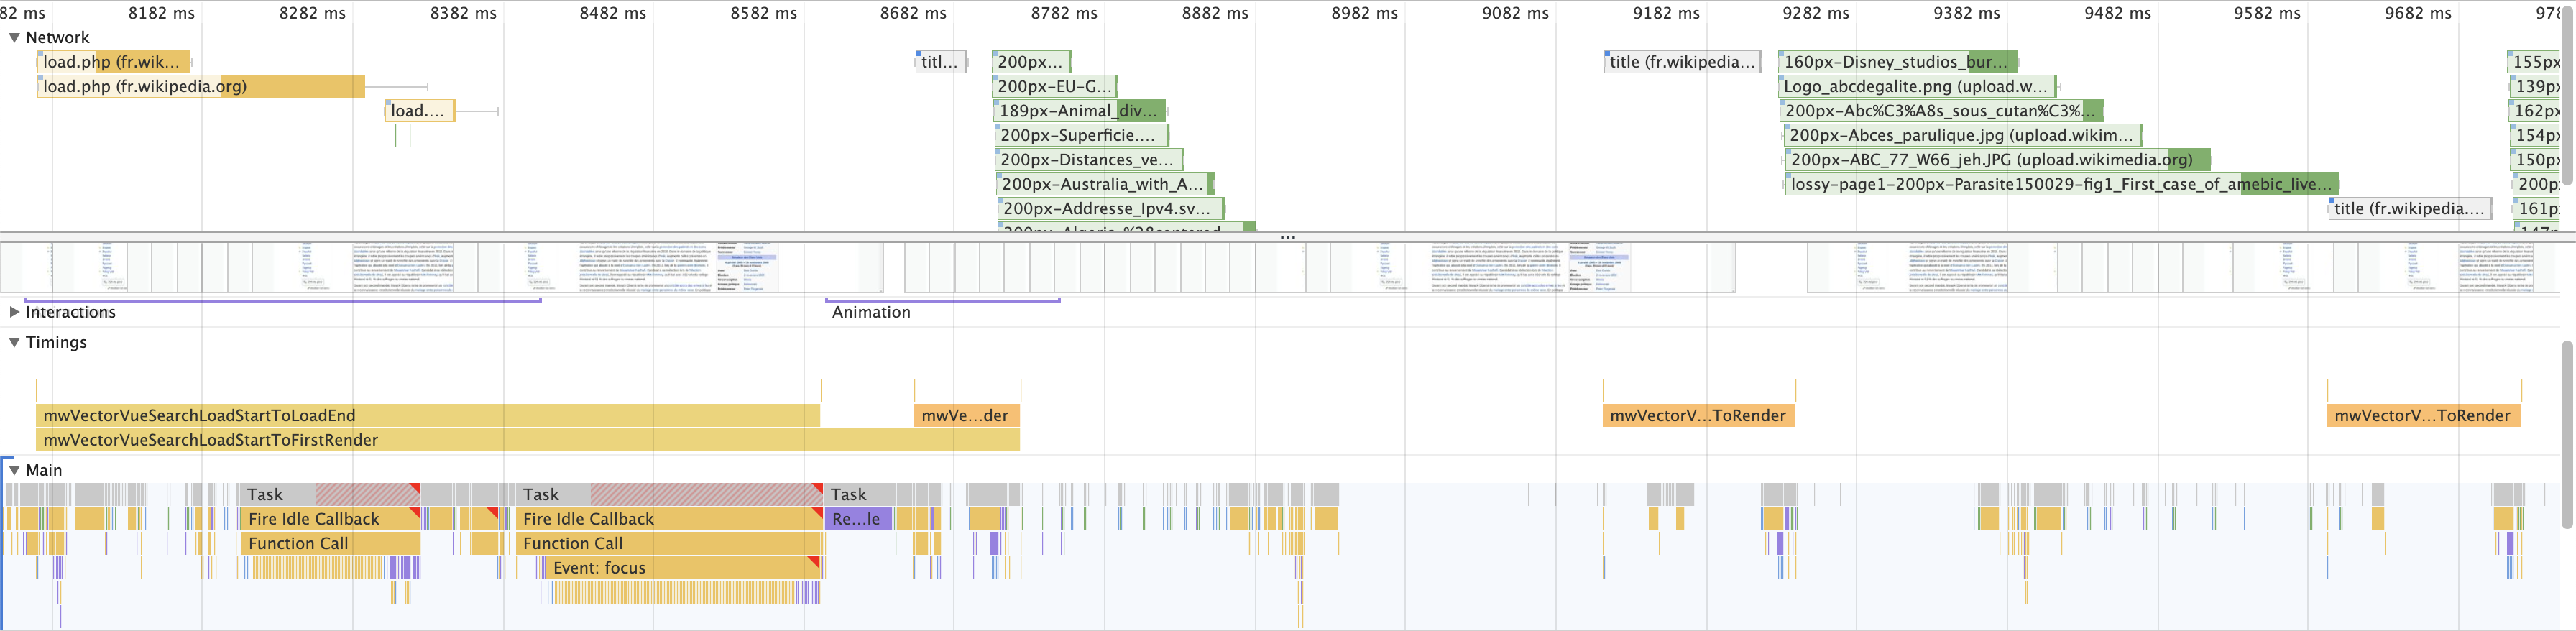 82 ms 8182 ms 8282 ms 8382 ms 8482 ms 8582 ms 8682 ms 8782 ms 8882 ms 8982 ms 9082 ms 9182 ms 9282 ms 9382 ms 9482 ms 9582 ms 9682 ms 978
Network
load.php (fr.wik... titl... 200px... title (fr.wikipedia... 160px-Disney_studios_bur... 155px
load.php (fr.wikipedia.org) 200px-EU-G... Logo_abcdegalite.png (upload.w... 139px
load.... 189px-Animal_div... 200px-Abc%C3%A8s_sous_cutan%C3%... 162px
200px-Superficie.... 200px-Abces_parulique.jpg (upload.wikim... 154px
200px-Distances_ve... 200px-ABC_77_W66_jeh.JPG (upload.wikimedia.org) 150px
200px-Australia_with_A... lossy-page1-200px-Parasite150029-fig1_First_case_of_amebic_live... 200p
200px-Addresse_Ipv4.sv... title (fr.wikipedia.... 161p
200px-Algeria_%28centered 147p
...
Interactions Animation
Timings
mwVectorVueSearchLoadStartToLoadEnd mwVe...der mwVectorV...ToRender mwVectorV...ToRender
mwVectorVueSearchLoadStartToFirstRender
Main
Task Task Task
Fire Idle Callback Fire Idle Callback Re...le
Function Call Function Call
Event: focus